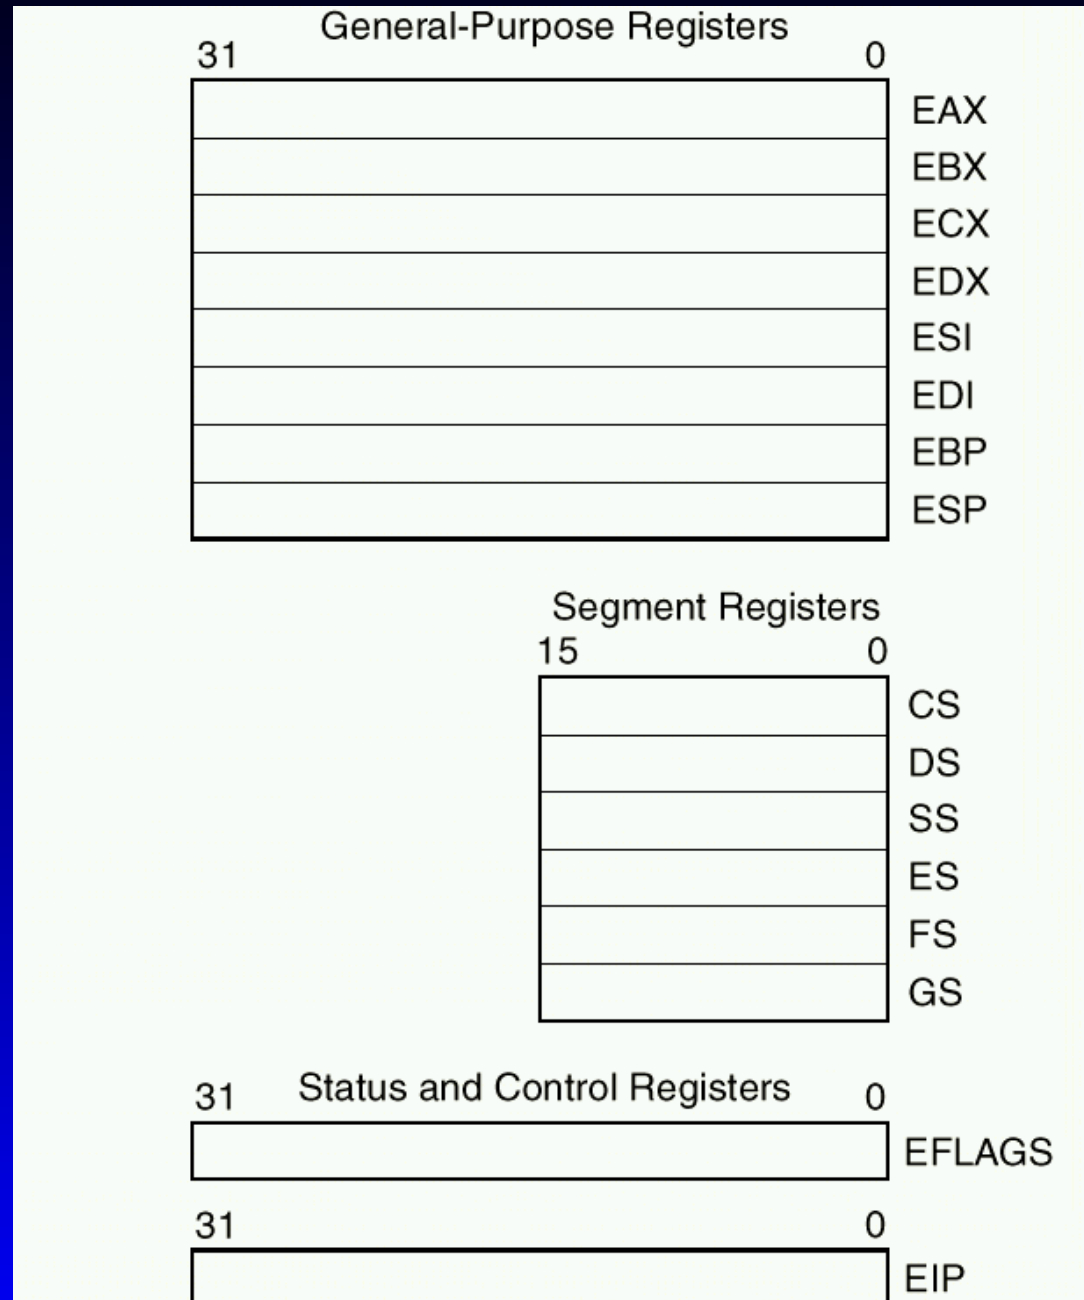 General-Purpose Registers
31 0
EAX
EBX
ECX
EDX
ESI
EDI
EBP
ESP
Segment Registers
15 0
CS
DS
SS
ES
FS
GS
31 Status and Control Registers 0
EFLAGS
31 0
EIP